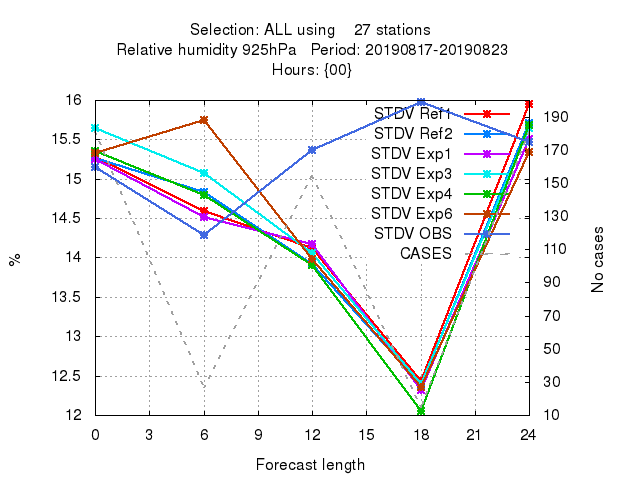 Selection: ALL using    27 stations
Relative humidity 925hPa   Period: 20190817-20190823
Hours: {00}
STDV Ref1
STDV Ref2
STDV Exp1
STDV Exp3
STDV Exp4
STDV Exp6
STDV OBS
CASES
16
15.5
15
14.5
14
13.5
13
12.5
12
%
190
170
150
130
110
90
70
50
30
10
No cases
0 3 6 9 12 15 18 21 24
Forecast length